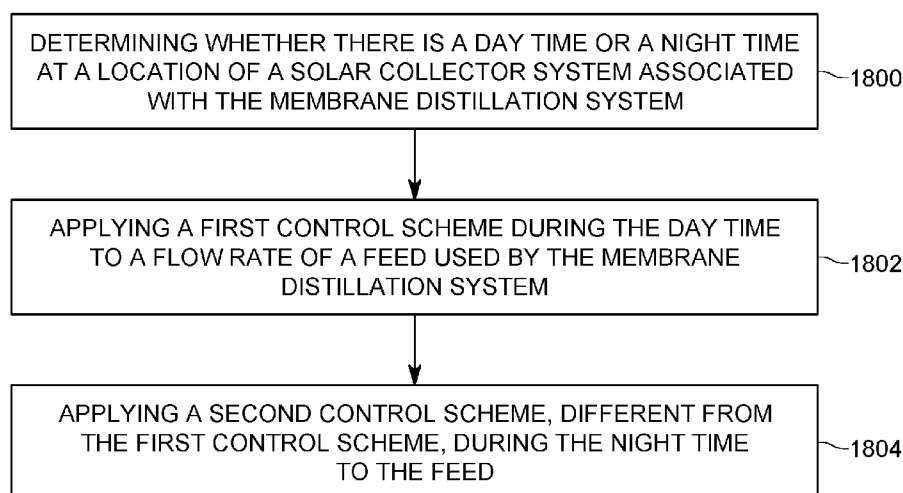 DETERMINING WHETHER THERE IS A DAY TIME OR A NIGHT TIME
AT A LOCATION OF A SOLAR COLLECTOR SYSTEM ASSOCIATED
WITH THE MEMBRANE DISTILLATION SYSTEM
1800
APPLYING A FIRST CONTROL SCHEME DURING THE DAY TIME
TO A FLOW RATE OF A FEED USED BY THE MEMBRANE
DISTILLATION SYSTEM
1802
APPLYING A SECOND CONTROL SCHEME, DIFFERENT FROM
THE FIRST CONTROL SCHEME, DURING THE NIGHT TIME
TO THE FEED
1804